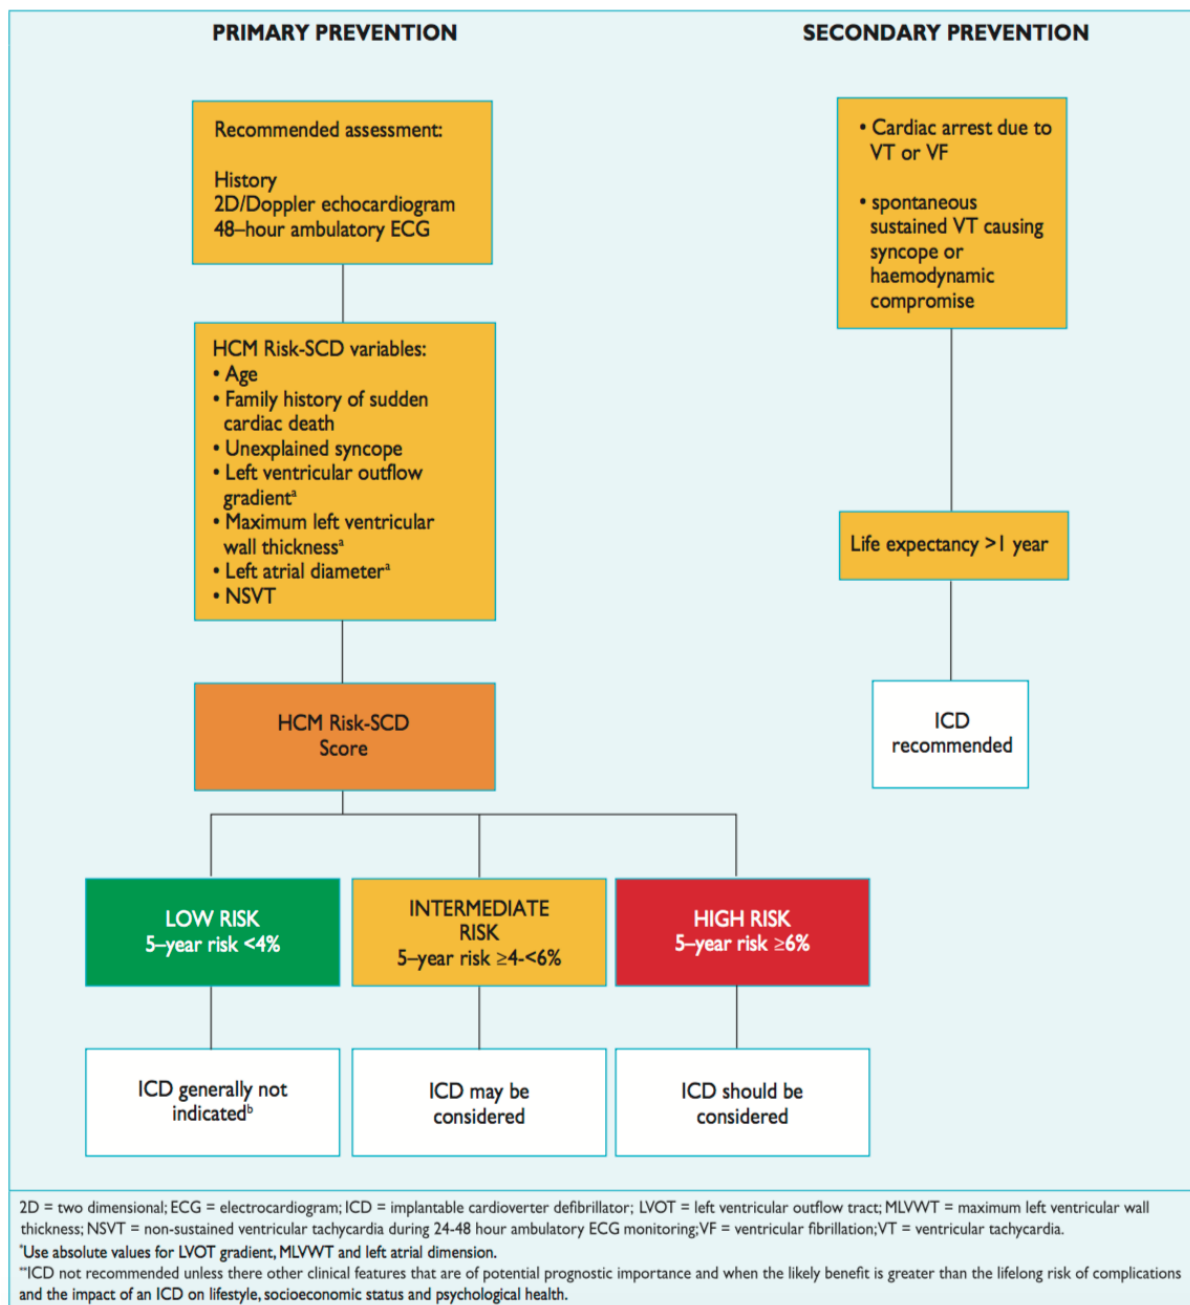 PRIMARY PREVENTION
SECONDARY PREVENTION
Recommended assessment:
History
2D/Doppler echocardiogram
48–hour ambulatory ECG
• Cardiac arrest due to
VT or VF
• spontaneous
sustained VT causing
syncope or
haemodynamic
compromise
HCM Risk-SCD variables:
• Age
• Family history of sudden
cardiac death
• Unexplained syncope
• Left ventricular outflow
gradientᵃ
• Maximum left ventricular
wall thicknessᵃ
• Left atrial diameterᵃ
• NSVT
Life expectancy >1 year
HCM Risk-SCD
Score
ICD
recommended
LOW RISK
5–year risk <4%
INTERMEDIATE
RISK
5–year risk ≥4-<6%
HIGH RISK
5–year risk ≥6%
ICD generally not
indicatedᵇ
ICD may be
considered
ICD should be
considered
2D = two dimensional; ECG = electrocardiogram; ICD = implantable cardioverter defibrillator; LVOT = left ventricular outflow tract; MLVWT = maximum left ventricular wall
thickness; NSVT = non-sustained ventricular tachycardia during 24-48 hour ambulatory ECG monitoring; VF = ventricular fibrillation; VT = ventricular tachycardia.
*Use absolute values for LVOT gradient, MLVWT and left atrial dimension.
**ICD not recommended unless there other clinical features that are of potential prognostic importance and when the likely benefit is greater than the lifelong risk of complications
and the impact of an ICD on lifestyle, socioeconomic status and psychological health.